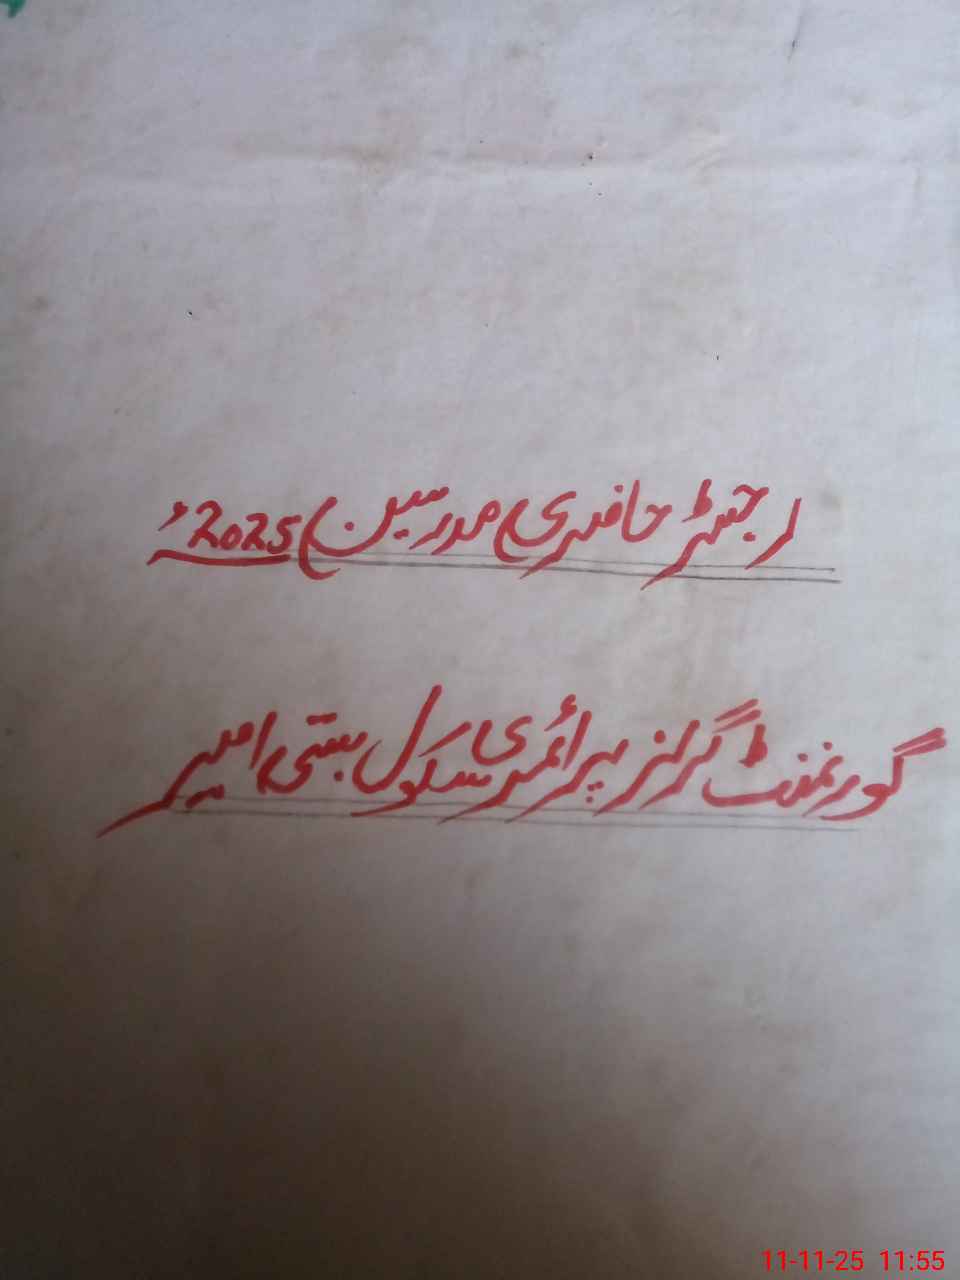 رجسٹر حاضری مدرسین 2025ء
گورنمنٹ گرلز پرائمری سکول بستی امیر
11-11-25 11:55